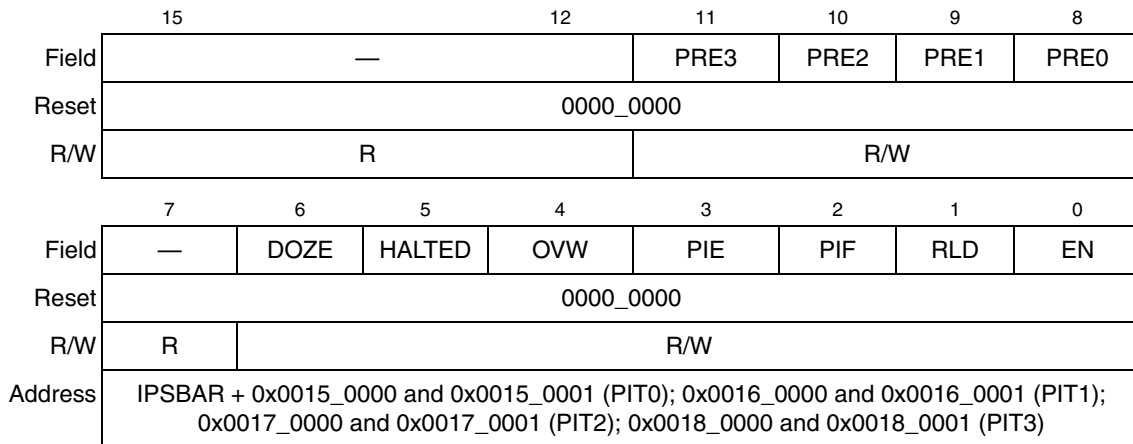 15 12 11 10 9 8
Field — PRE3 PRE2 PRE1 PRE0
Reset 0000_0000
R/W R R/W
7 6 5 4 3 2 1 0
Field — DOZE HALTED OVW PIE PIF RLD EN
Reset 0000_0000
R/W R R/W
Address IPSBAR + 0x0015_0000 and 0x0015_0001 (PIT0); 0x0016_0000 and 0x0016_0001 (PIT1);
0x0017_0000 and 0x0017_0001 (PIT2); 0x0018_0000 and 0x0018_0001 (PIT3)